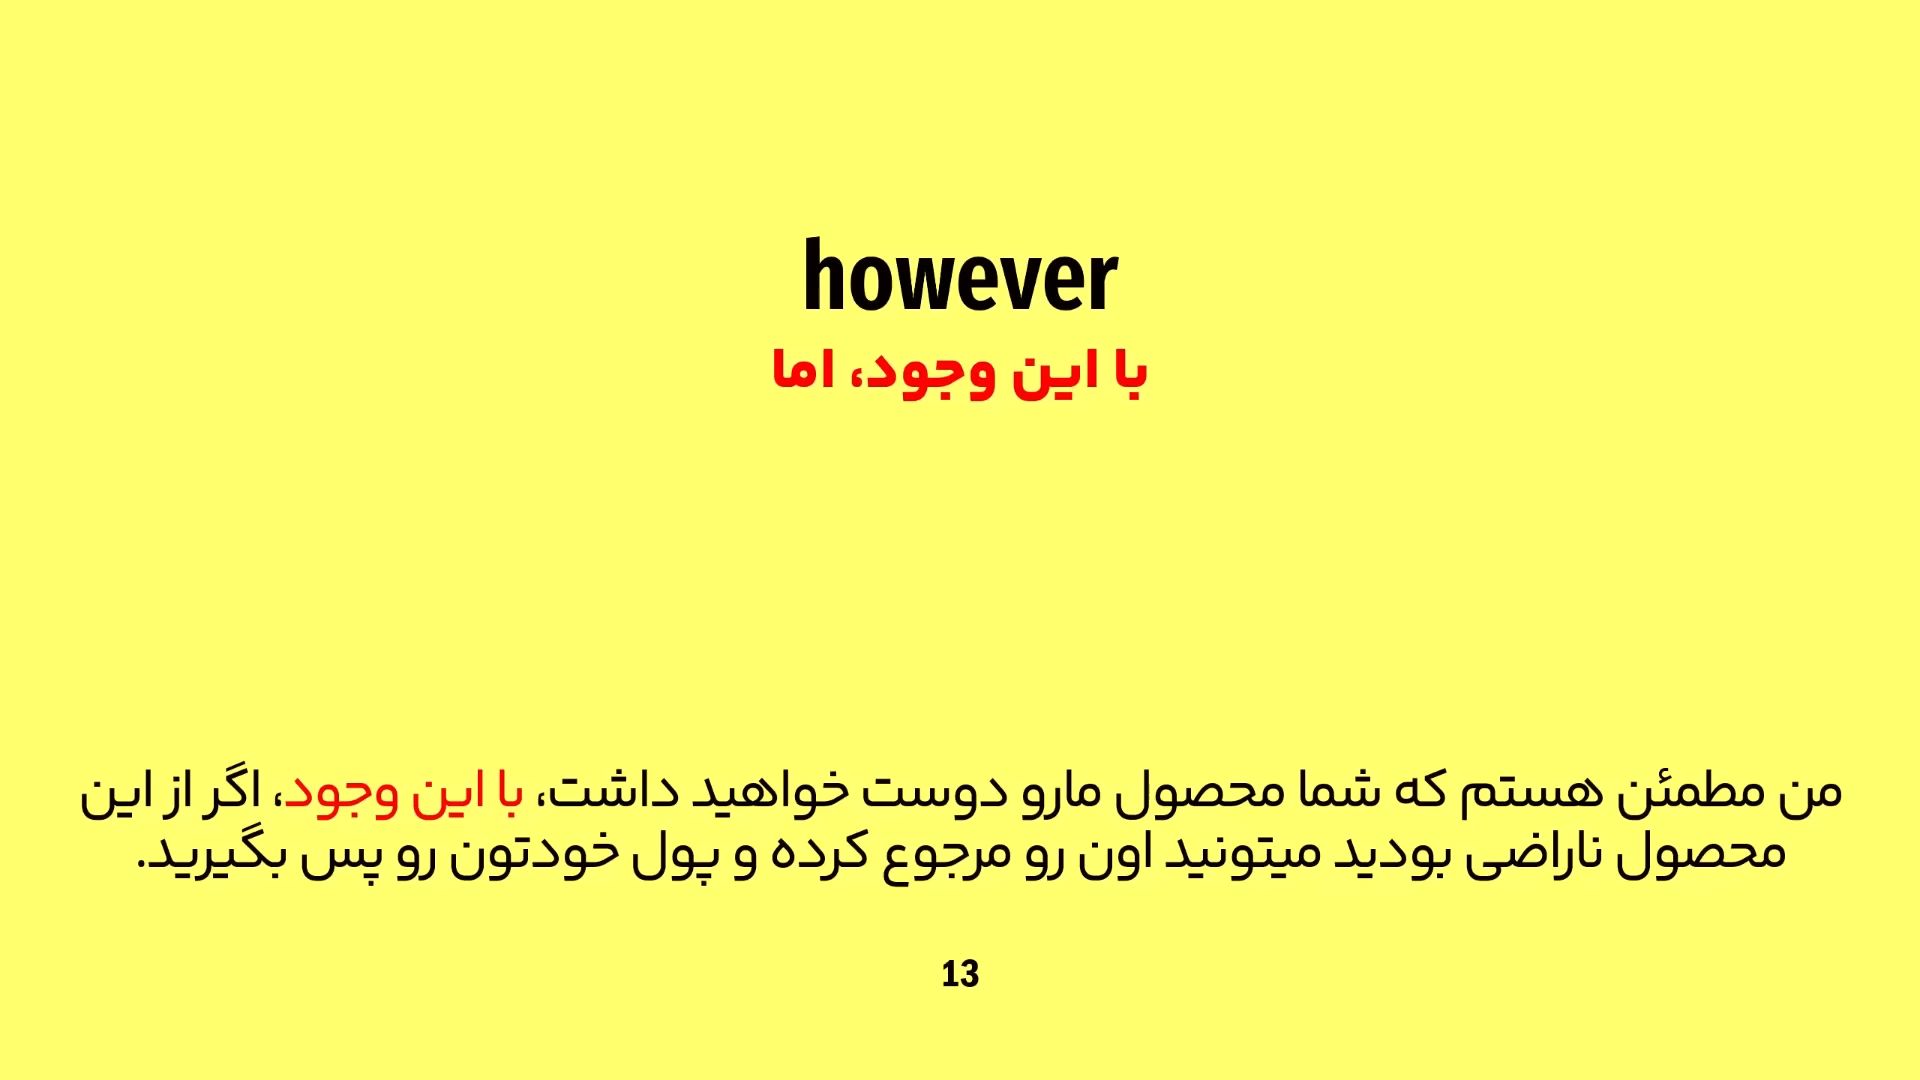 however
با این وجود، اما
من مطمئن هستم که شما محصول مارو دوست خواهید داشت، با این وجود، اگر از این
محصول ناراضی بودید میتونید اون رو مرجوع کرده و پول خودتون رو پس بگیرید.
13